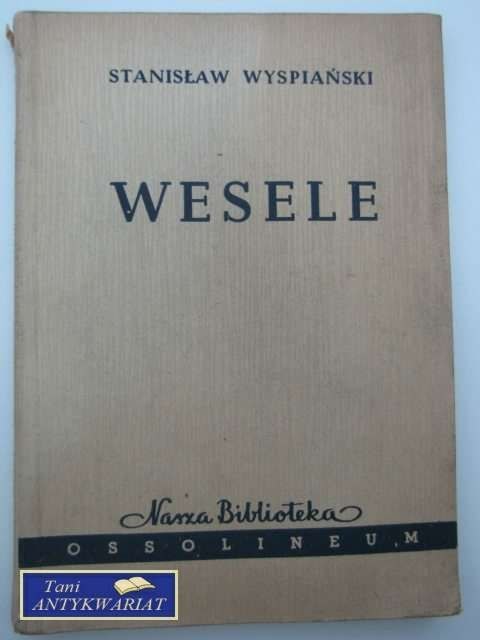 STANISŁAW WYSPIAŃSKI
WESELE
Nasza Biblioteka
OSSOLINEUM
Tani
ANTYKWARIAT